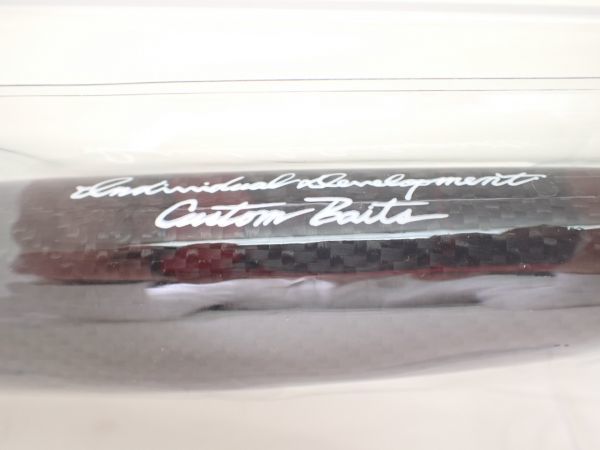 Individual Development
Custom Baits